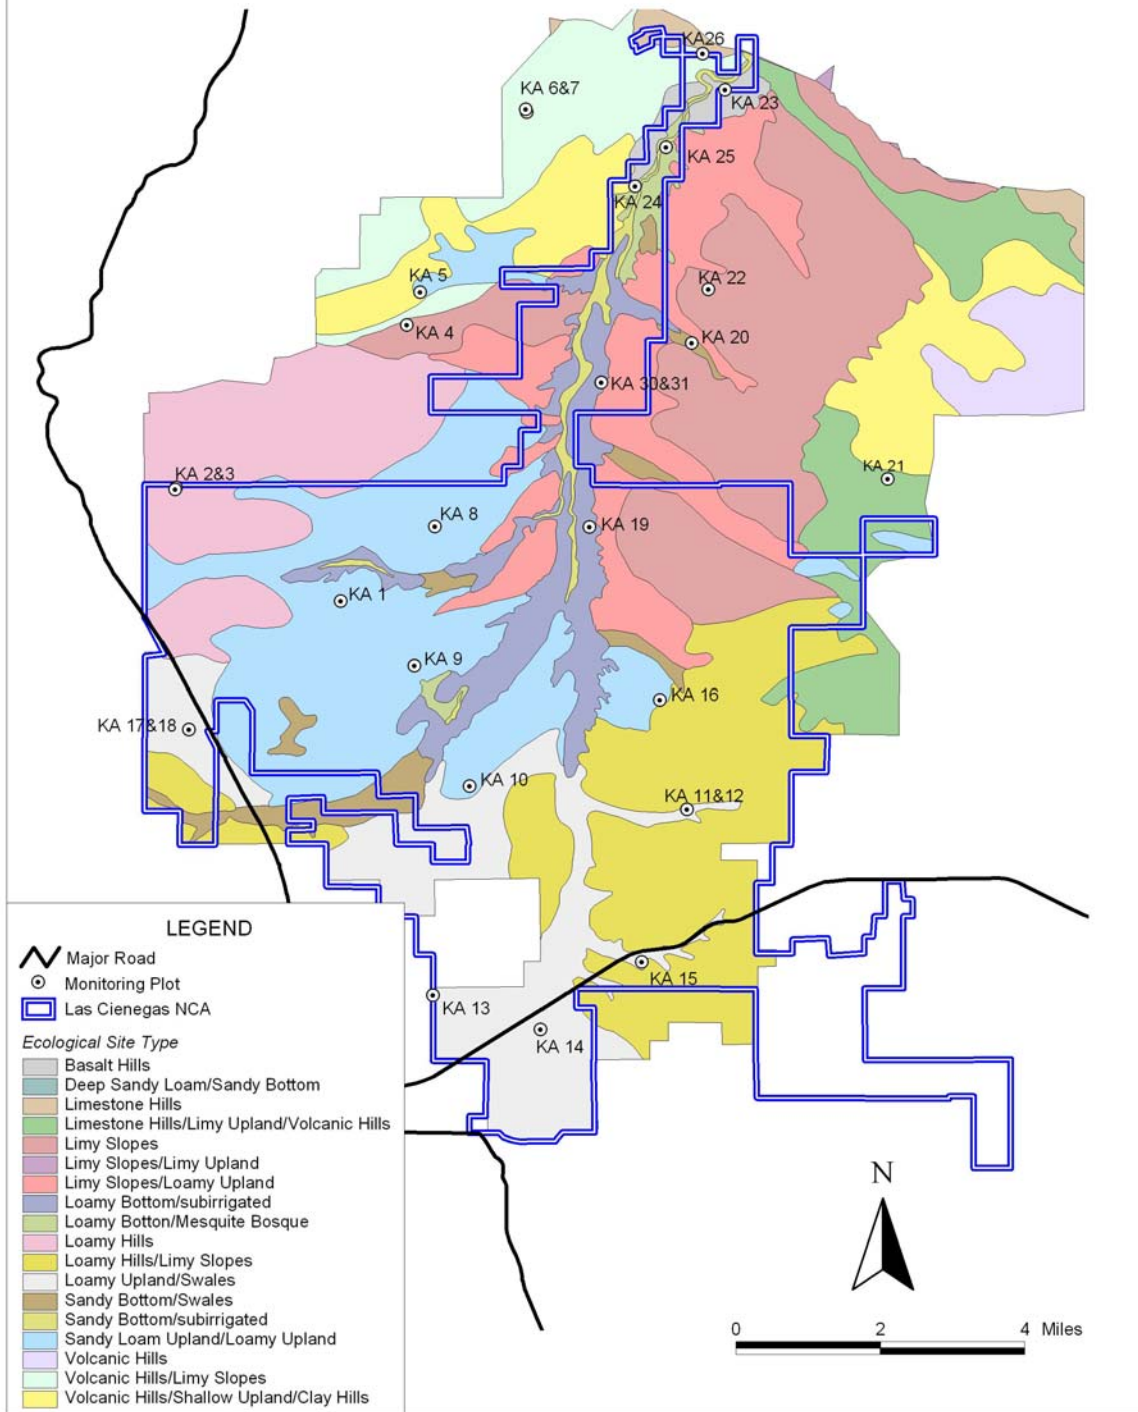 KA26
KA 6&7
KA 23
KA 25
KA 24
KA 5
KA 22
KA 4
KA 20
KA 30&31
KA 2&3
KA 21
KA 8
KA 19
KA 1
KA 9
KA 16
KA 17&18
KA 10
KA 11&12
KA 15
KA 13
KA 14
LEGEND
Major Road
Monitoring Plot
Las Cienegas NCA
Ecological Site Type
Basalt Hills
Deep Sandy Loam/Sandy Bottom
Limestone Hills
Limestone Hills/Limy Upland/Volcanic Hills
Limy Slopes
Limy Slopes/Limy Upland
Limy Slopes/Loamy Upland
Loamy Bottom/subirrigated
Loamy Botton/Mesquite Bosque
Loamy Hills
Loamy Hills/Limy Slopes
Loamy Upland/Swales
Sandy Bottom/Swales
Sandy Bottom/subirrigated
Sandy Loam Upland/Loamy Upland
Volcanic Hills
Volcanic Hills/Limy Slopes
Volcanic Hills/Shallow Upland/Clay Hills
N
0 2 4 Miles